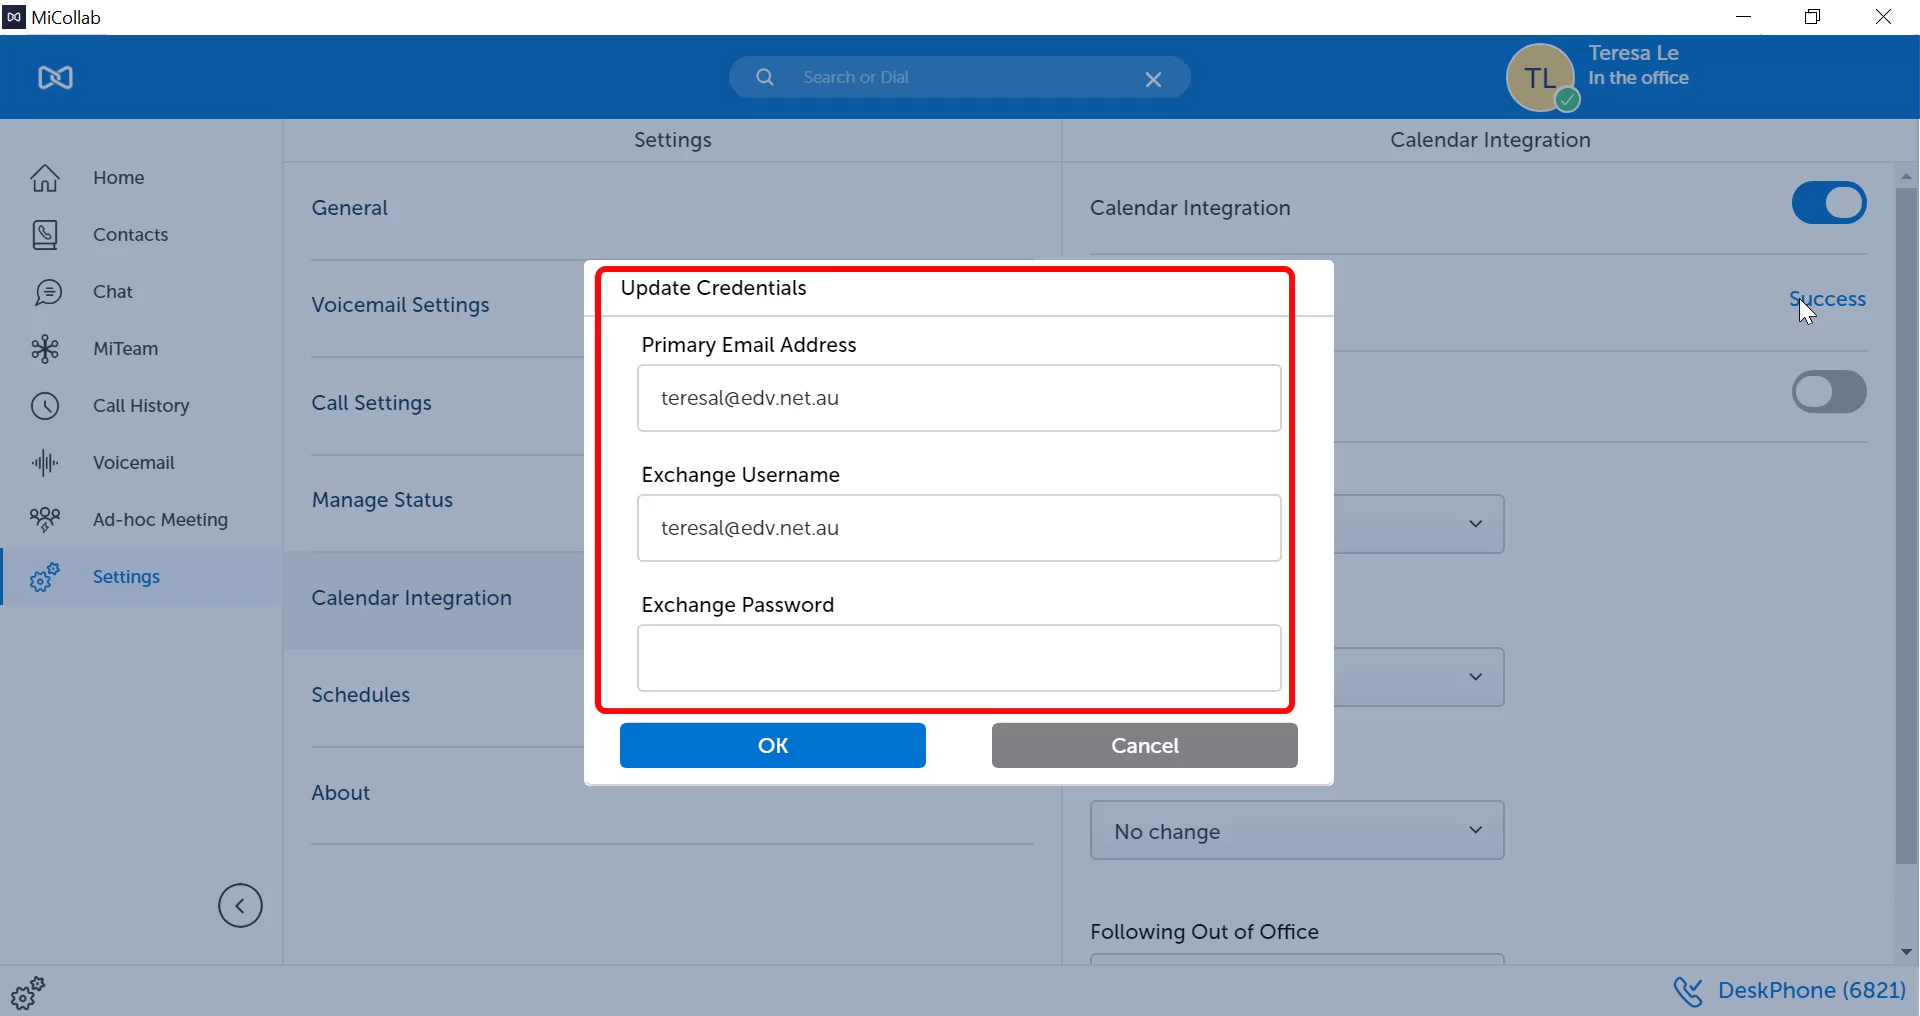 MiCollab
Search or Dial
Teresa Le
In the office
TL
Home
Contacts
Chat
MiTeam
Call History
Voicemail
Ad-hoc Meeting
Settings
Settings
General
Voicemail Settings
Call Settings
Manage Status
Calendar Integration
Schedules
About
Calendar Integration
Calendar Integration
Success
Update Credentials
Primary Email Address
teresal@edv.net.au
Exchange Username
teresal@edv.net.au
Exchange Password
OK
Cancel
No change
Following Out of Office
DeskPhone (6821)